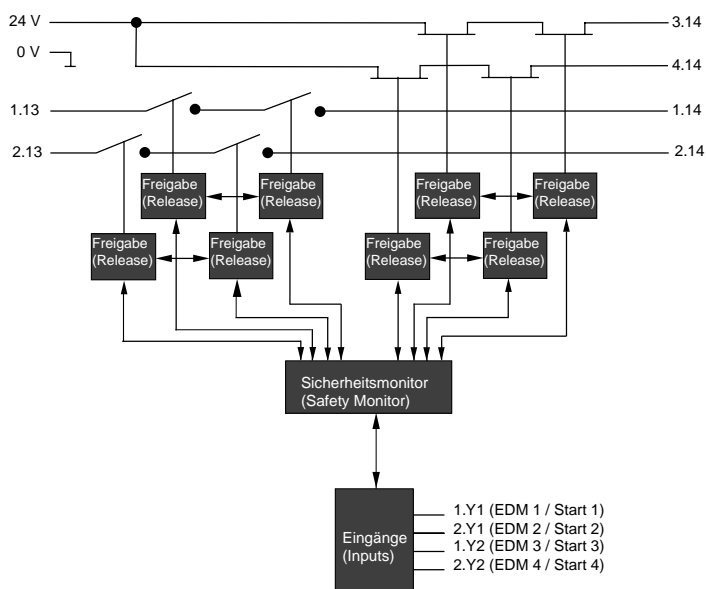 24 V
3.14
0 V
4.14
1.13
1.14
2.13
2.14
Freigabe
(Release)
Freigabe
(Release)
Freigabe
(Release)
Freigabe
(Release)
Freigabe
(Release)
Freigabe
(Release)
Freigabe
(Release)
Freigabe
(Release)
Sicherheitsmonitor
(Safety Monitor)
Eingänge
(Inputs)
1.Y1 (EDM 1 / Start 1)
2.Y1 (EDM 2 / Start 2)
1.Y2 (EDM 3 / Start 3)
2.Y2 (EDM 4 / Start 4)